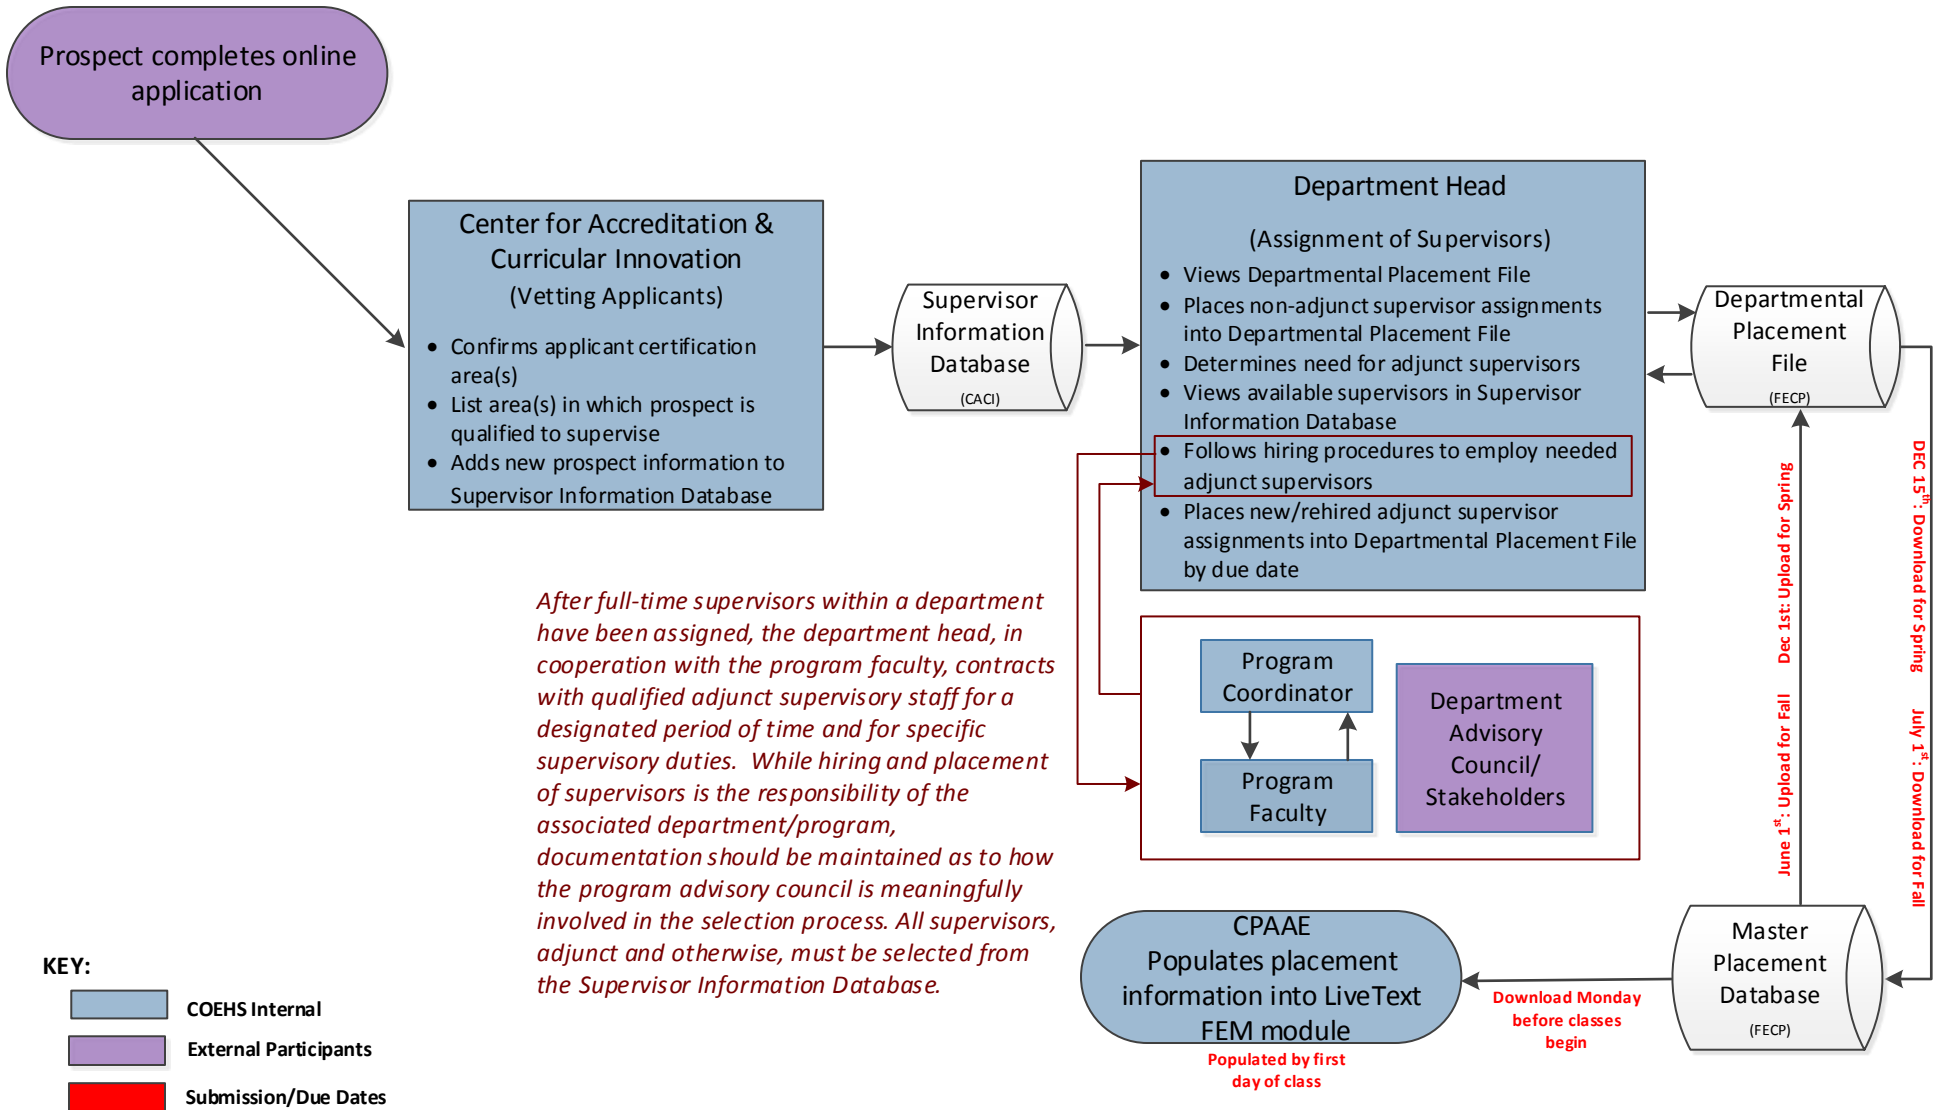 Prospect completes online
application
Center for Accreditation &
Curricular Innovation
(Vetting Applicants)
• Confirms applicant certification
area(s)
• List area(s) in which prospect is
qualified to supervise
• Adds new prospect information to
Supervisor Information Database
Supervisor
Information
Database
(CACI)
Department Head
(Assignment of Supervisors)
• Views Departmental Placement File
• Places non-adjunct supervisor assignments
into Departmental Placement File
• Determines need for adjunct supervisors
• Views available supervisors in Supervisor
Information Database
• Follows hiring procedures to employ needed
adjunct supervisors
• Places new/rehired adjunct supervisor
assignments into Departmental Placement File
by due date
Departmental
Placement
File
(FECP)
June 1st: Upload for Fall Dec 1st: Upload for Spring
DEC 15th: Download for Spring July 1st: Download for Fall
After full-time supervisors within a department
have been assigned, the department head, in
cooperation with the program faculty, contracts
with qualified adjunct supervisory staff for a
designated period of time and for specific
supervisory duties. While hiring and placement
of supervisors is the responsibility of the
associated department/program,
documentation should be maintained as to how
the program advisory council is meaningfully
involved in the selection process. All supervisors,
adjunct and otherwise, must be selected from
the Supervisor Information Database.
Program
Coordinator
Program
Faculty
Department
Advisory
Council/
Stakeholders
CPAAE
Populates placement
information into LiveText
FEM module
Populated by first
day of class
Download Monday
before classes
begin
Master
Placement
Database
(FECP)
KEY:
COEHS Internal
External Participants
Submission/Due Dates